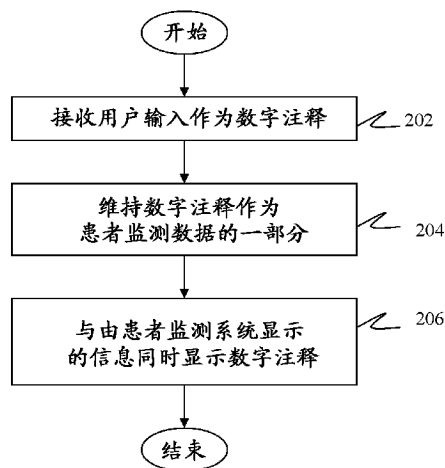 开始
接收用户输入作为数字注释
202
维持数字注释作为
患者监测数据的一部分
204
与由患者监测系统显示
的信息同时显示数字注释
206
结束